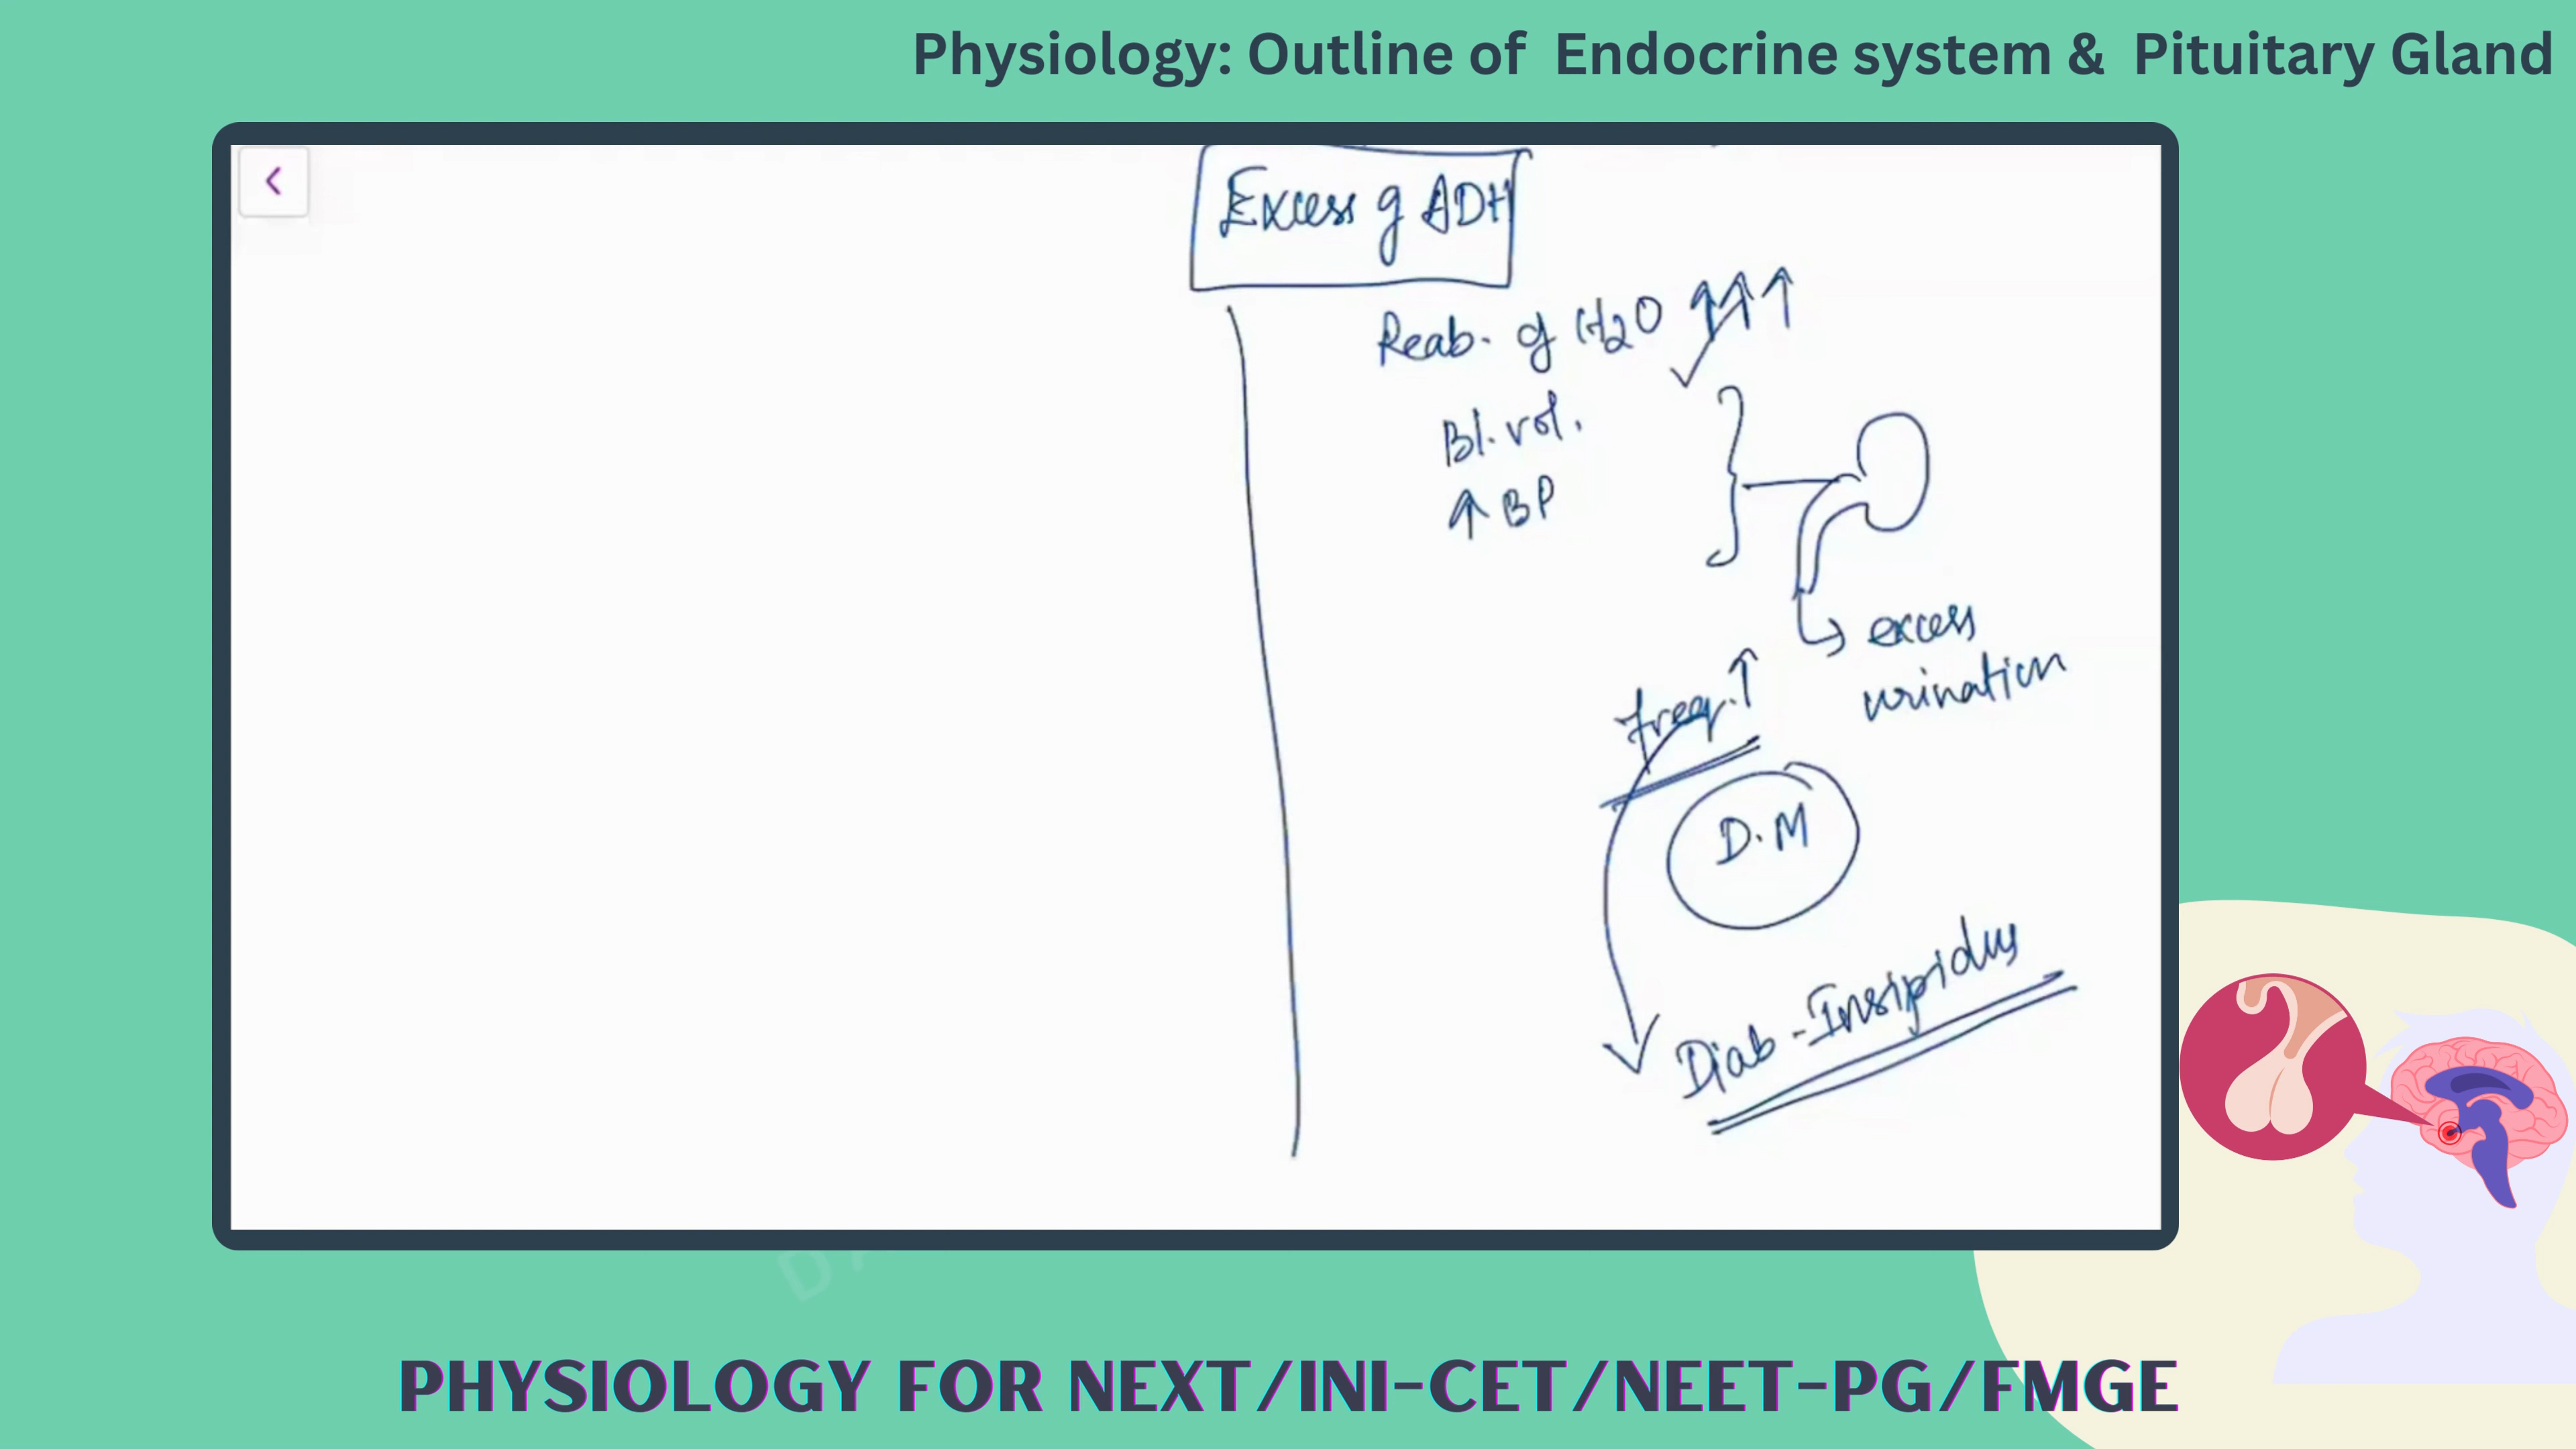 Physiology: Outline of Endocrine system & Pituitary Gland
Excess of ADH
Reab. of H2O ↑↑↑
Bl. vol.
↑ BP
excess
urination
freq. ↑
D.M
Diab - Insipidus
PHYSIOLOGY FOR NEXT/INI-CET/NEET-PG/FMGE